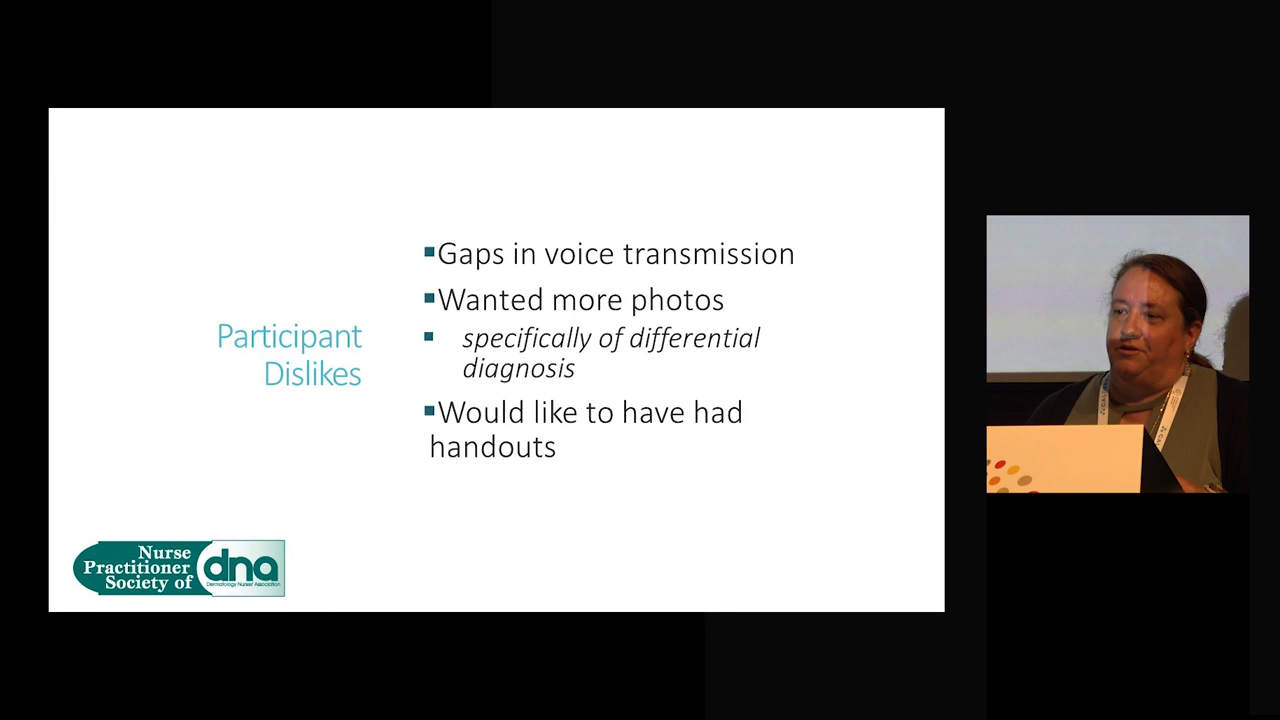 Participant
Dislikes
▪Gaps in voice transmission
▪Wanted more photos
▪ specifically of differential
diagnosis
▪Would like to have had
handouts
Nurse
Practitioner
Society of
dna
Dermatology Nurses' Association